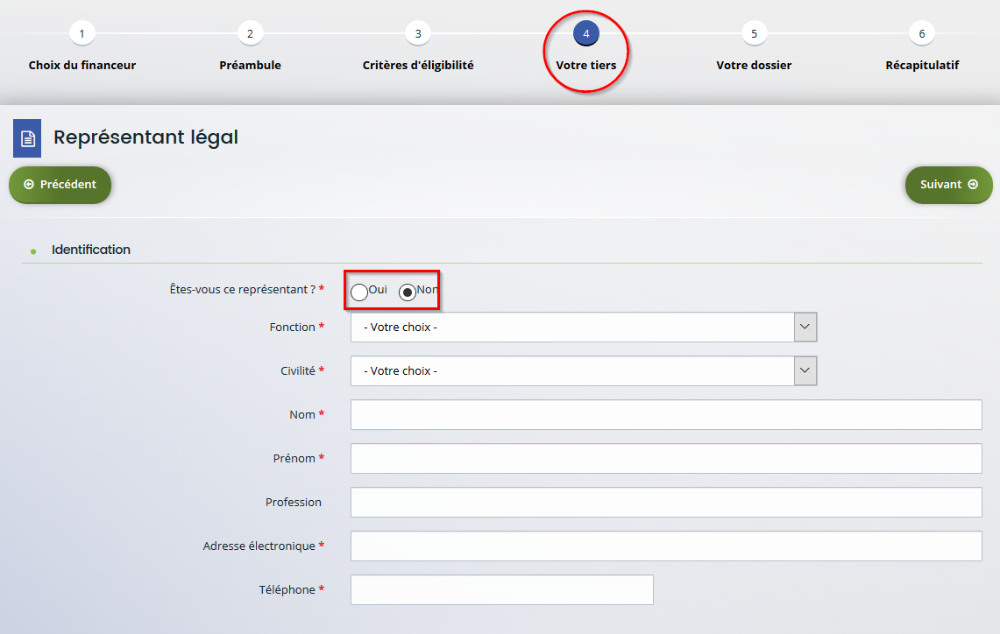 1 2 3 4 5 6
Choix du financeur Préambule Critères d'éligibilité Votre tiers Votre dossier Récapitulatif
Représentant légal
Précédent Suivant
Identification
Êtes-vous ce représentant ? * Oui Non
Fonction * - Votre choix -
Civilité * - Votre choix -
Nom *
Prénom *
Profession
Adresse électronique *
Téléphone *